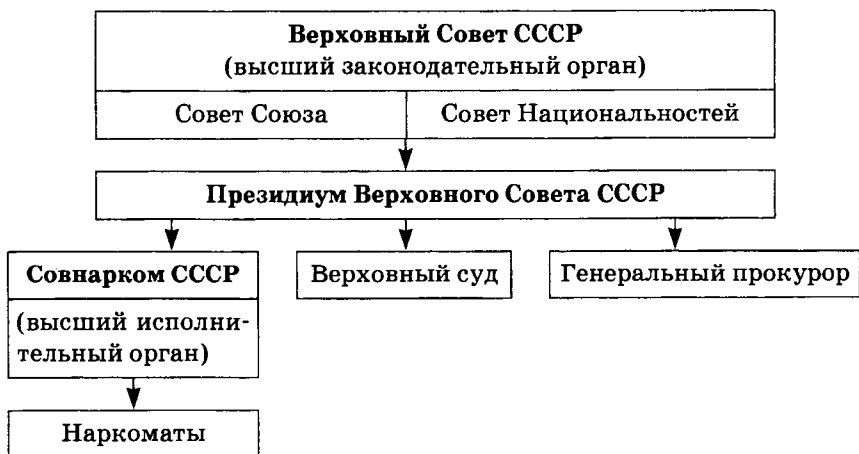 Верховный Совет СССР
(высший законодательный орган)
Совет Союза
Совет Национальностей
Президиум Верховного Совета СССР
Совнарком СССР
(высший исполни-
тельный орган)
Верховный суд
Генеральный прокурор
Наркоматы